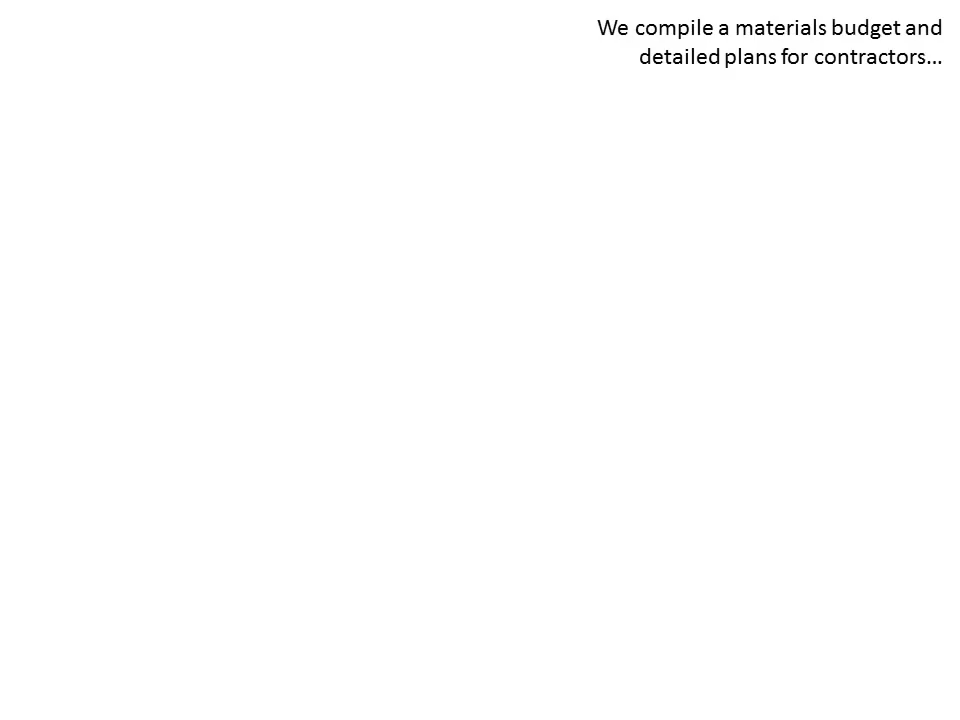 We compile a materials budget and
detailed plans for contractors…